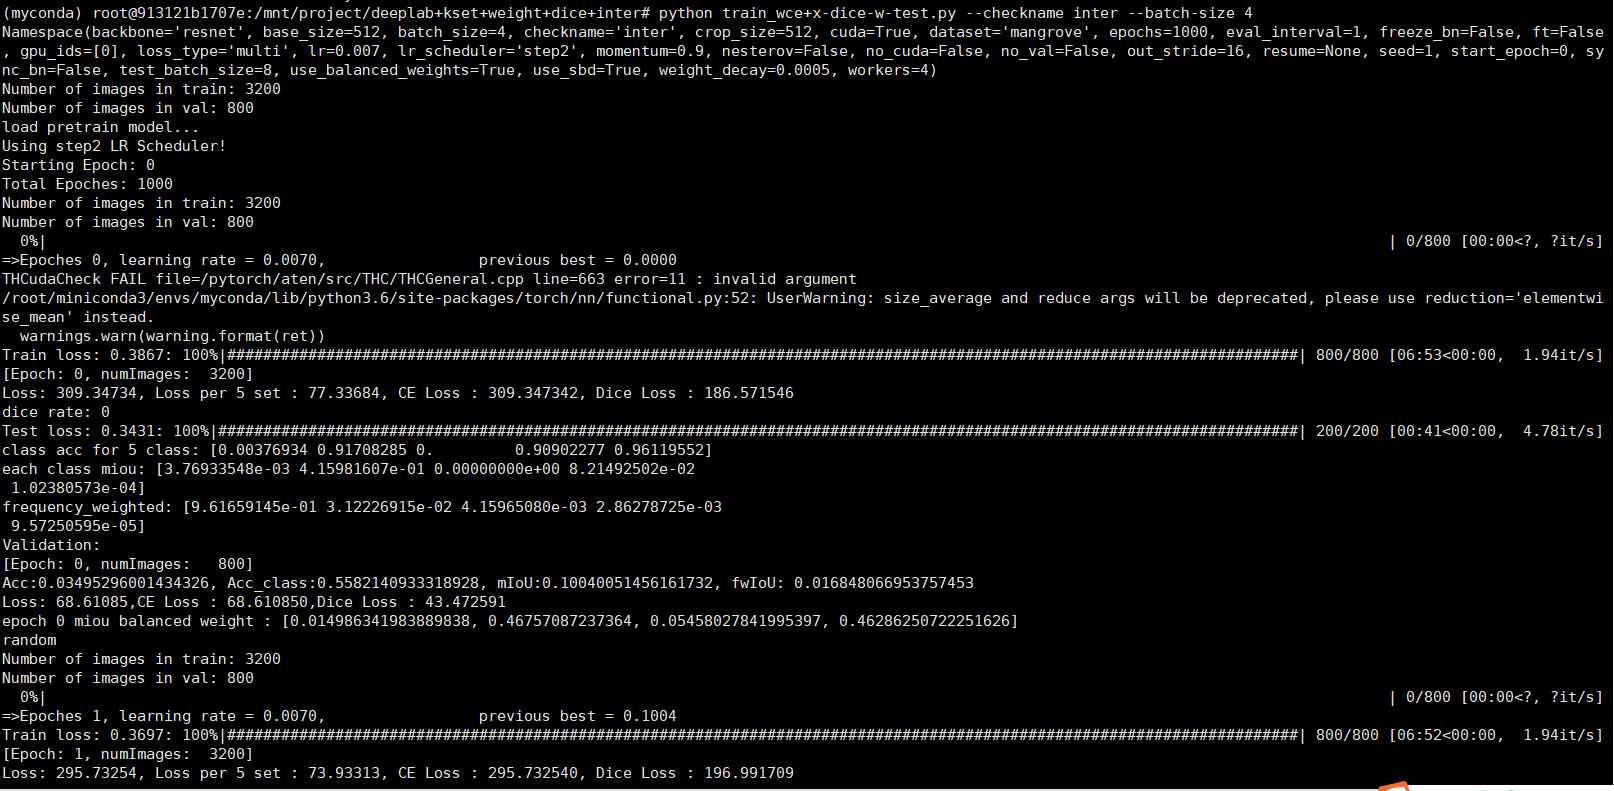 (myconda) root@913121b1707e:/mnt/project/deeplab+kset+weight+dice+inter# python train_wce+x-dice-w-test.py --checkname inter --batch-size 4
Namespace(backbone='resnet', base_size=512, batch_size=4, checkname='inter', crop_size=512, cuda=True, dataset='mangrove', epochs=1000, eval_interval=1, freeze_bn=False, ft=False
, gpu_ids=[0], loss_type='multi', lr=0.007, lr_scheduler='step2', momentum=0.9, nesterov=False, no_cuda=False, no_val=False, out_stride=16, resume=None, seed=1, start_epoch=0, sy
nc_bn=False, test_batch_size=8, use_balanced_weights=True, use_sbd=True, weight_decay=0.0005, workers=4)
Number of images in train: 3200
Number of images in val: 800
load pretrain model...
Using step2 LR Scheduler!
Starting Epoch: 0
Total Epoches: 1000
Number of images in train: 3200
Number of images in val: 800
0%| | 0/800 [00:00<?, ?it/s]
=>Epoches 0, learning rate = 0.0070, previous best = 0.0000
THCudaCheck FAIL file=/pytorch/aten/src/THC/THCGeneral.cpp line=663 error=11 : invalid argument
/root/miniconda3/envs/myconda/lib/python3.6/site-packages/torch/nn/functional.py:52: UserWarning: size_average and reduce args will be deprecated, please use reduction='elementwi
se_mean' instead.
warnings.warn(warning.format(ret))
Train loss: 0.3867: 100%|#######################################################################################################################| 800/800 [06:53<00:00, 1.94it/s]
[Epoch: 0, numImages: 3200]
Loss: 309.34734, Loss per 5 set : 77.33684, CE Loss : 309.347342, Dice Loss : 186.571546
dice rate: 0
Test loss: 0.3431: 100%|########################################################################################################################| 200/200 [00:41<00:00, 4.78it/s]
class acc for 5 class: [0.00376934 0.91708285 0. 0.90902277 0.96119552]
each class miou: [3.76933548e-03 4.15981607e-01 0.00000000e+00 8.21492502e-02
1.02380573e-04]
frequency_weighted: [9.61659145e-01 3.12226915e-02 4.15965080e-03 2.86278725e-03
9.57250595e-05]
Validation:
[Epoch: 0, numImages: 800]
Acc:0.03495296001434326, Acc_class:0.5582140933318928, mIoU:0.10040051456161732, fwIoU: 0.016848066953757453
Loss: 68.61085,CE Loss : 68.610850,Dice Loss : 43.472591
epoch 0 miou balanced weight : [0.014986341983889838, 0.46757087237364, 0.05458027841995397, 0.46286250722251626]
random
Number of images in train: 3200
Number of images in val: 800
0%| | 0/800 [00:00<?, ?it/s]
=>Epoches 1, learning rate = 0.0070, previous best = 0.1004
Train loss: 0.3697: 100%|#######################################################################################################################| 800/800 [06:52<00:00, 1.94it/s]
[Epoch: 1, numImages: 3200]
Loss: 295.73254, Loss per 5 set : 73.93313, CE Loss : 295.732540, Dice Loss : 196.991709